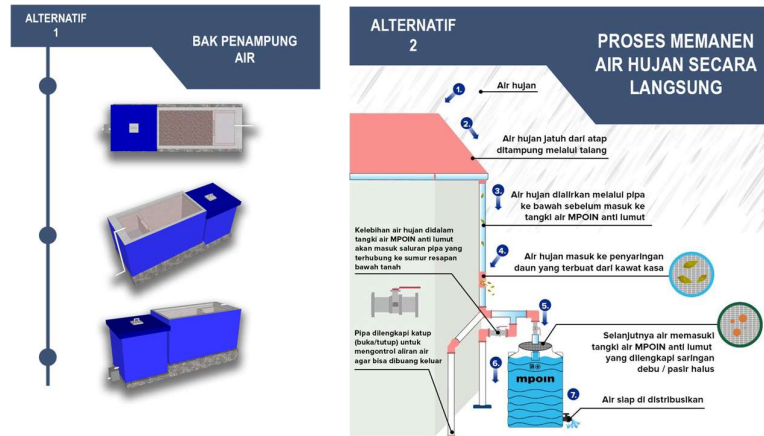 ALTERNATIF
1
BAK PENAMPUNG
AIR
ALTERNATIF
2
PROSES MEMANEN
AIR HUJAN SECARA
LANGSUNG
1.
Air hujan
2.
Air hujan jatuh dari atap
ditampung melalui talang
3.
Air hujan dialirkan melalui pipa
ke bawah sebelum masuk ke
tangki air MPOIN anti lumut
Kelebihan air hujan didalam
tangki air MPOIN anti lumut
akan masuk saluran pipa yang
terhubung ke sumur resapan
bawah tanah
4.
Air hujan masuk ke penyaringan
daun yang terbuat dari kawat kasa
5.
Pipa dilengkapi katup
(buka/tutup) untuk
mengontrol aliran air
agar bisa dibuang keluar
Selanjutnya air memasuki
tangki air MPOIN anti lumut
yang dilengkapi saringan
debu / pasir halus
6.
mpoin
7.
Air siap di distribusikan